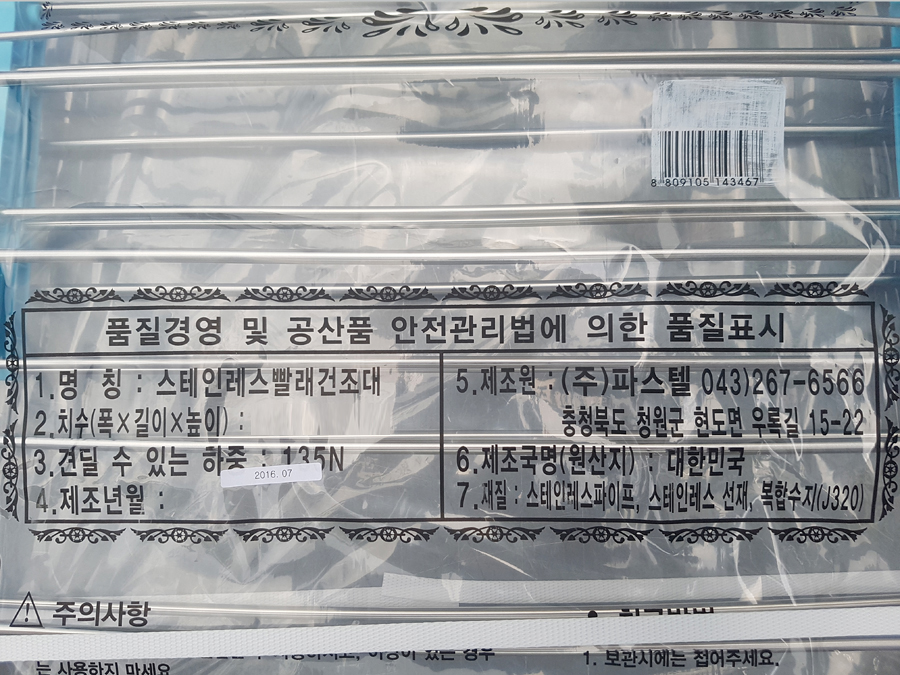 8 809105 143467
품질경영 및 공산품 안전관리법에 의한 품질표시
1.명 칭 : 스테인레스빨래건조대
2.치수(폭×길이×높이) :
3.견딜 수 있는 하중 : 135N
2016. 07
4.제조년월 :
5.제조원 : (주)파스텔 043)267-6566
충청북도 청원군 현도면 우록길 15-22
6.제조국명(원산지) : 대한민국
7.재질 : 스테인레스파이프, 스테인레스 선재, 복합수지(J320)
주의사항
이상이 있는 경우
는 사용하지 마세요
1. 보관시에는 접어주세요.